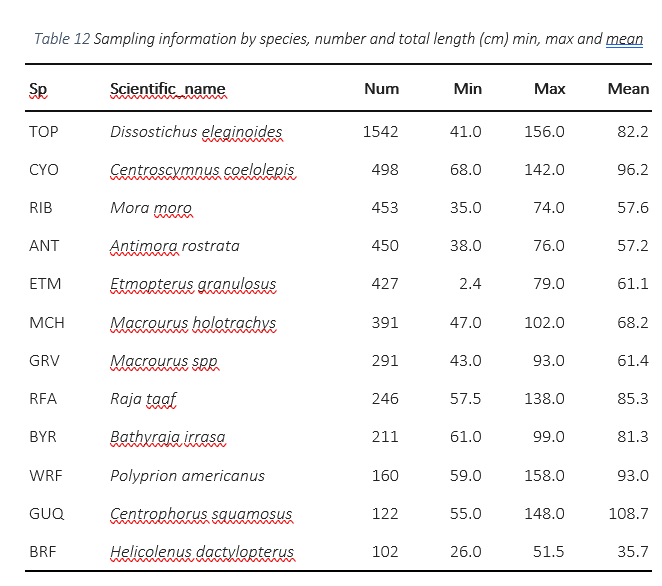 Table 12 Sampling information by species, number and total length (cm) min, max and mean
Sp Scientific_name Num Min Max Mean
TOP Dissostichus eleginoides 1542 41.0 156.0 82.2
CYO Centroscymnus coelolepis 498 68.0 142.0 96.2
RIB Mora moro 453 35.0 74.0 57.6
ANT Antimora rostrata 450 38.0 76.0 57.2
ETM Etmopterus granulosus 427 2.4 79.0 61.1
MCH Macrourus holotrachys 391 47.0 102.0 68.2
GRV Macrourus spp 291 43.0 93.0 61.4
RFA Raja taaf 246 57.5 138.0 85.3
BYR Bathyraja irrasa 211 61.0 99.0 81.3
WRF Polyprion americanus 160 59.0 158.0 93.0
GUQ Centrophorus squamosus 122 55.0 148.0 108.7
BRF Helicolenus dactylopterus 102 26.0 51.5 35.7